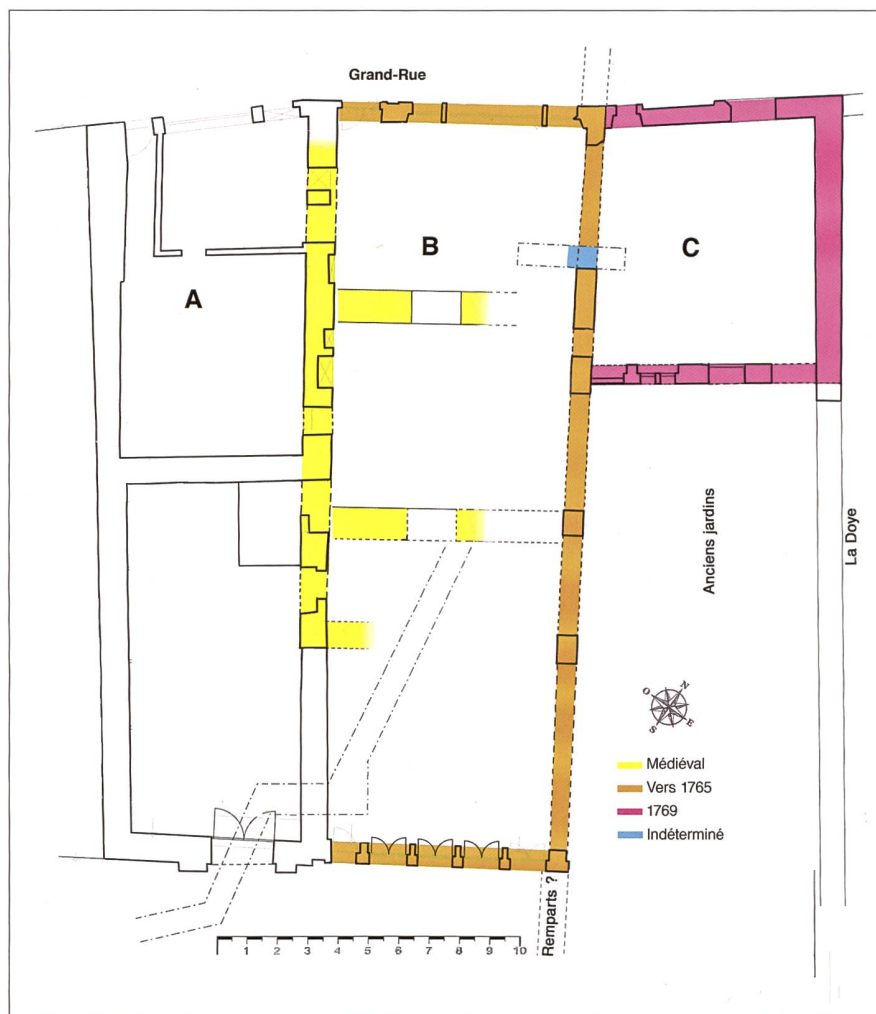 Grand-Rue
A
B
C
Anciens jardins
La Doye
O
N
S
E
Médiéval
Vers 1765
1769
Indéterminé
Remparts ?
1 2 3 4 5 6 7 8 9 10